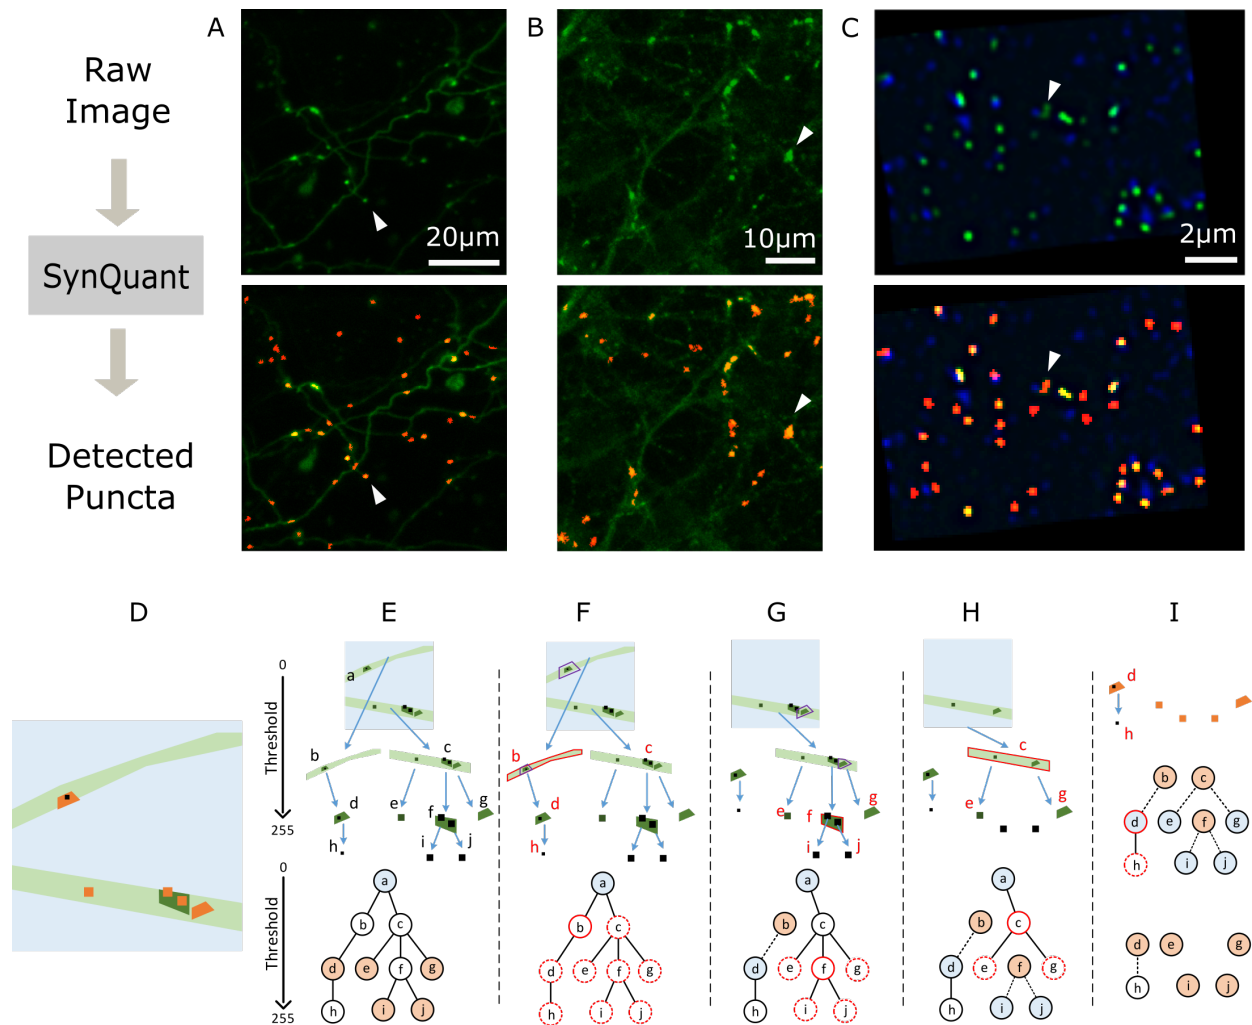 Raw
Image
SynQuant
Detected
Puncta
A
20µm
B
10µm
C
2µm
D
E
F
G
H
I
0
Threshold
255
a
b
c
d
e
f
g
h
i
j
b
c
d
h
e
f
g
i
c
e
d
h
0
Threshold
255
a
b
c
d
e
f
g
h
i
j
a
b
c
d
e
f
g
h
i
j
a
b
c
d
e
f
g
h
i
j
a
b
c
d
e
f
g
h
i
j
b
c
d
e
f
g
h
i
j
d
e
g
h
i
j